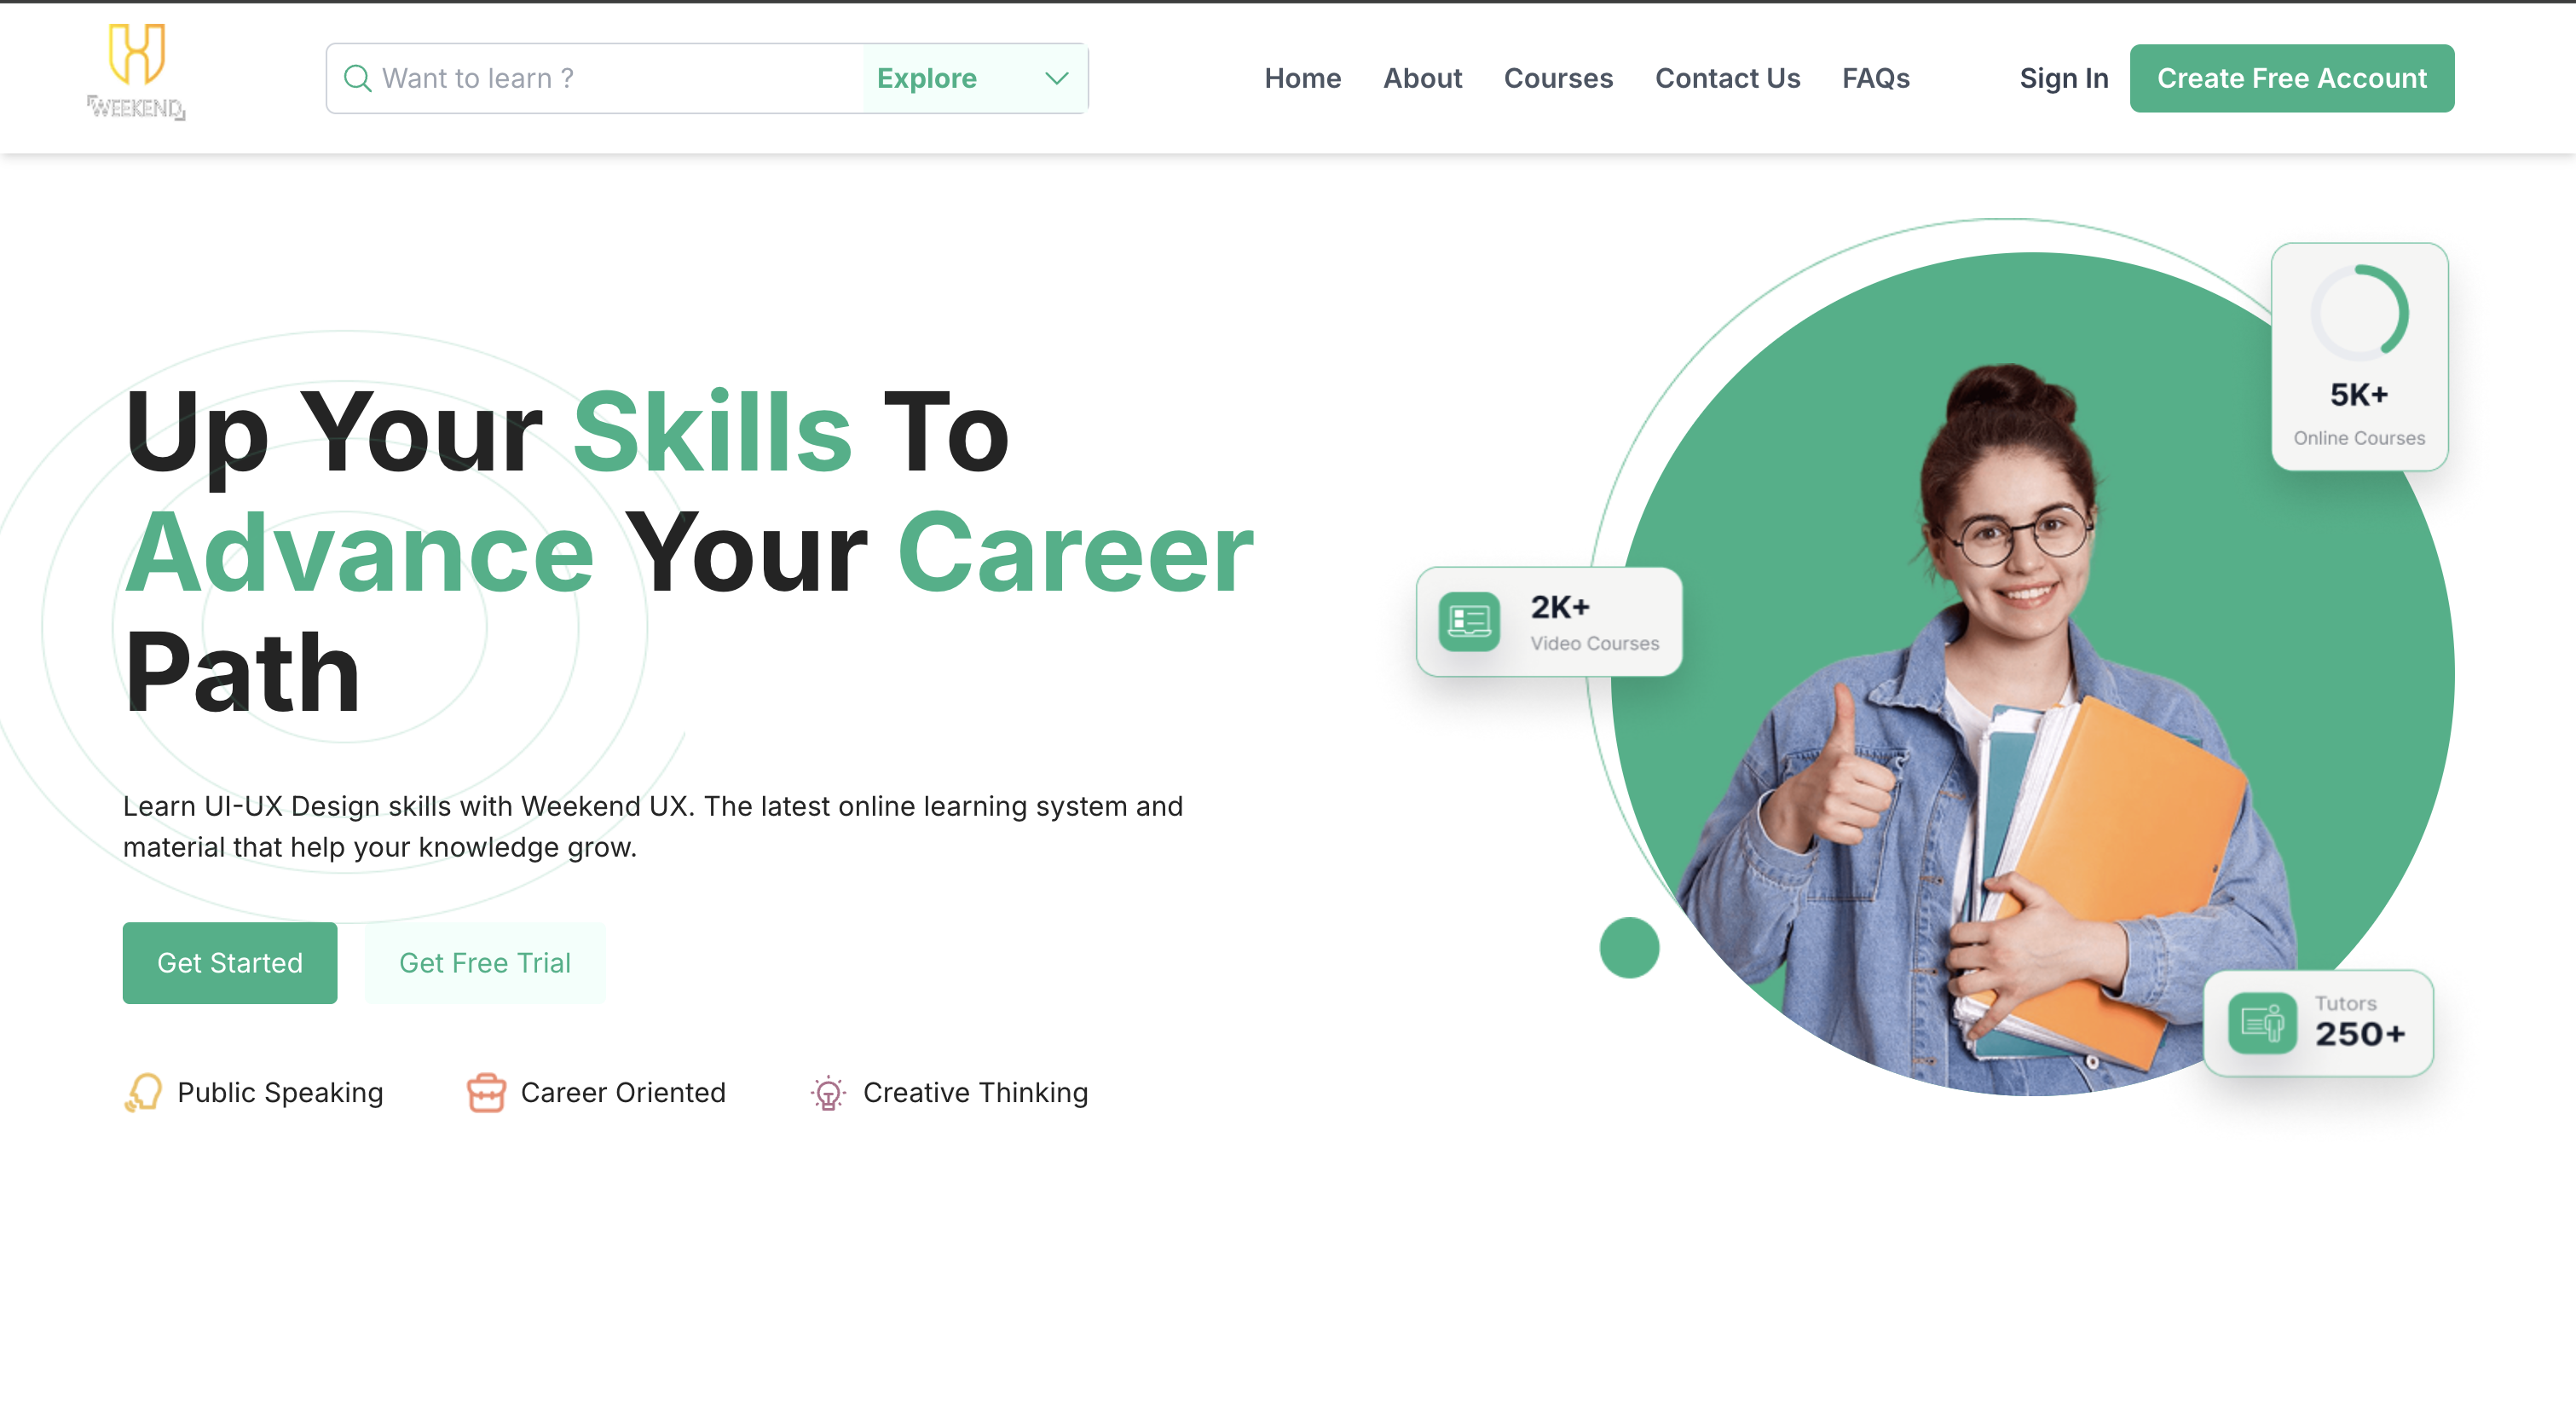 WEEKEND
Want to learn ?
Explore
Home
About
Courses
Contact Us
FAQs
Sign In
Create Free Account
Up Your Skills To
Advance Your Career
Path
Learn UI-UX Design skills with Weekend UX. The latest online learning system and
material that help your knowledge grow.
Get Started
Get Free Trial
Public Speaking
Career Oriented
Creative Thinking
5K+
Online Courses
2K+
Video Courses
Tutors
250+